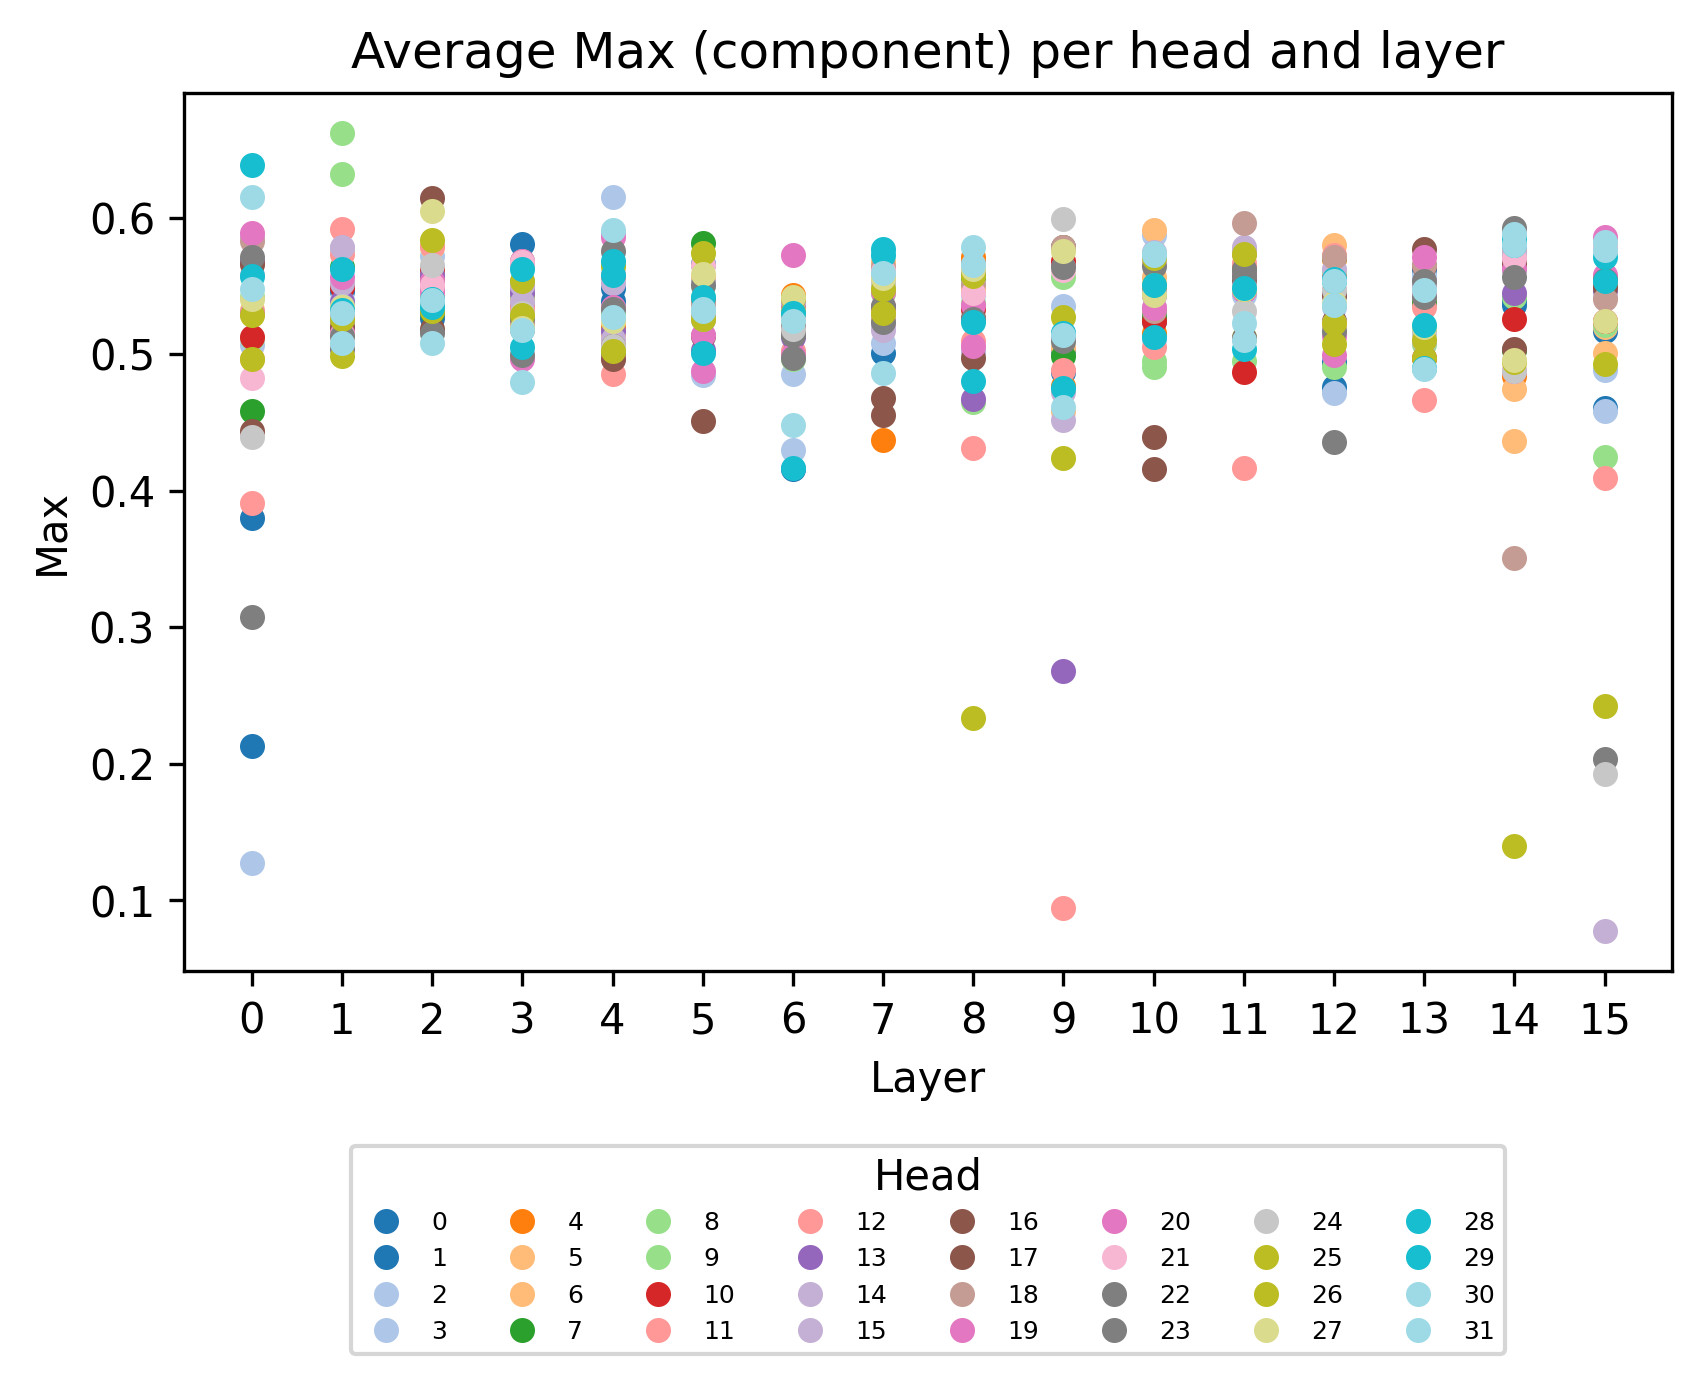 Average Max (component) per head and layer
Max
0.6
0.5
0.4
0.3
0.2
0.1
0 1 2 3 4 5 6 7 8 9 10 11 12 13 14 15
Layer
Head
0 4 8 12 16 20 24 28
1 5 9 13 17 21 25 29
2 6 10 14 18 22 26 30
3 7 11 15 19 23 27 31